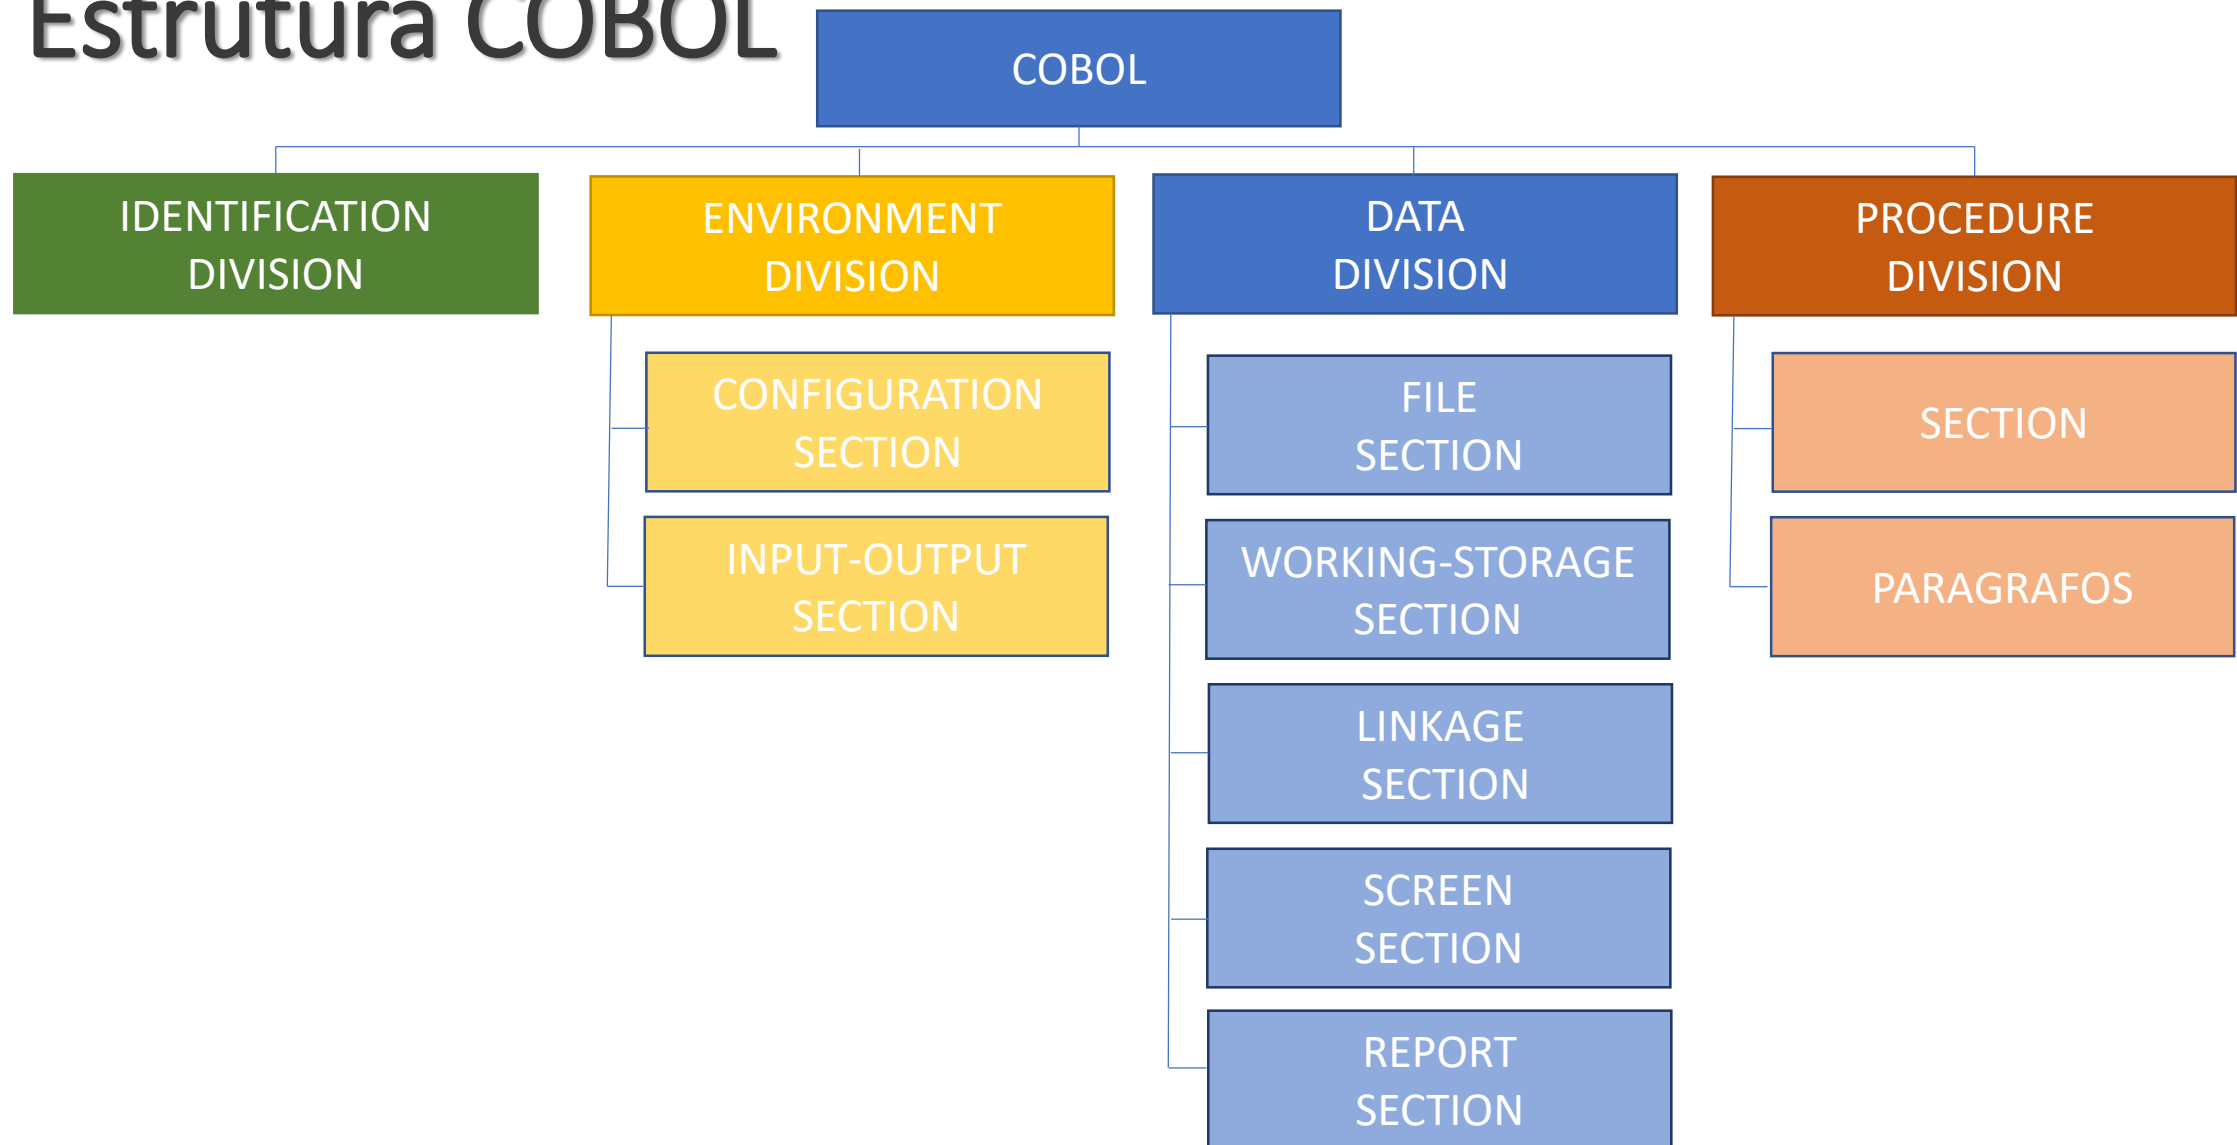 Estrutura COBOL
COBOL
IDENTIFICATION
DIVISION
ENVIRONMENT
DIVISION
DATA
DIVISION
PROCEDURE
DIVISION
CONFIGURATION
SECTION
INPUT-OUTPUT
SECTION
FILE
SECTION
WORKING-STORAGE
SECTION
LINKAGE
SECTION
SCREEN
SECTION
REPORT
SECTION
SECTION
PARAGRAFOS